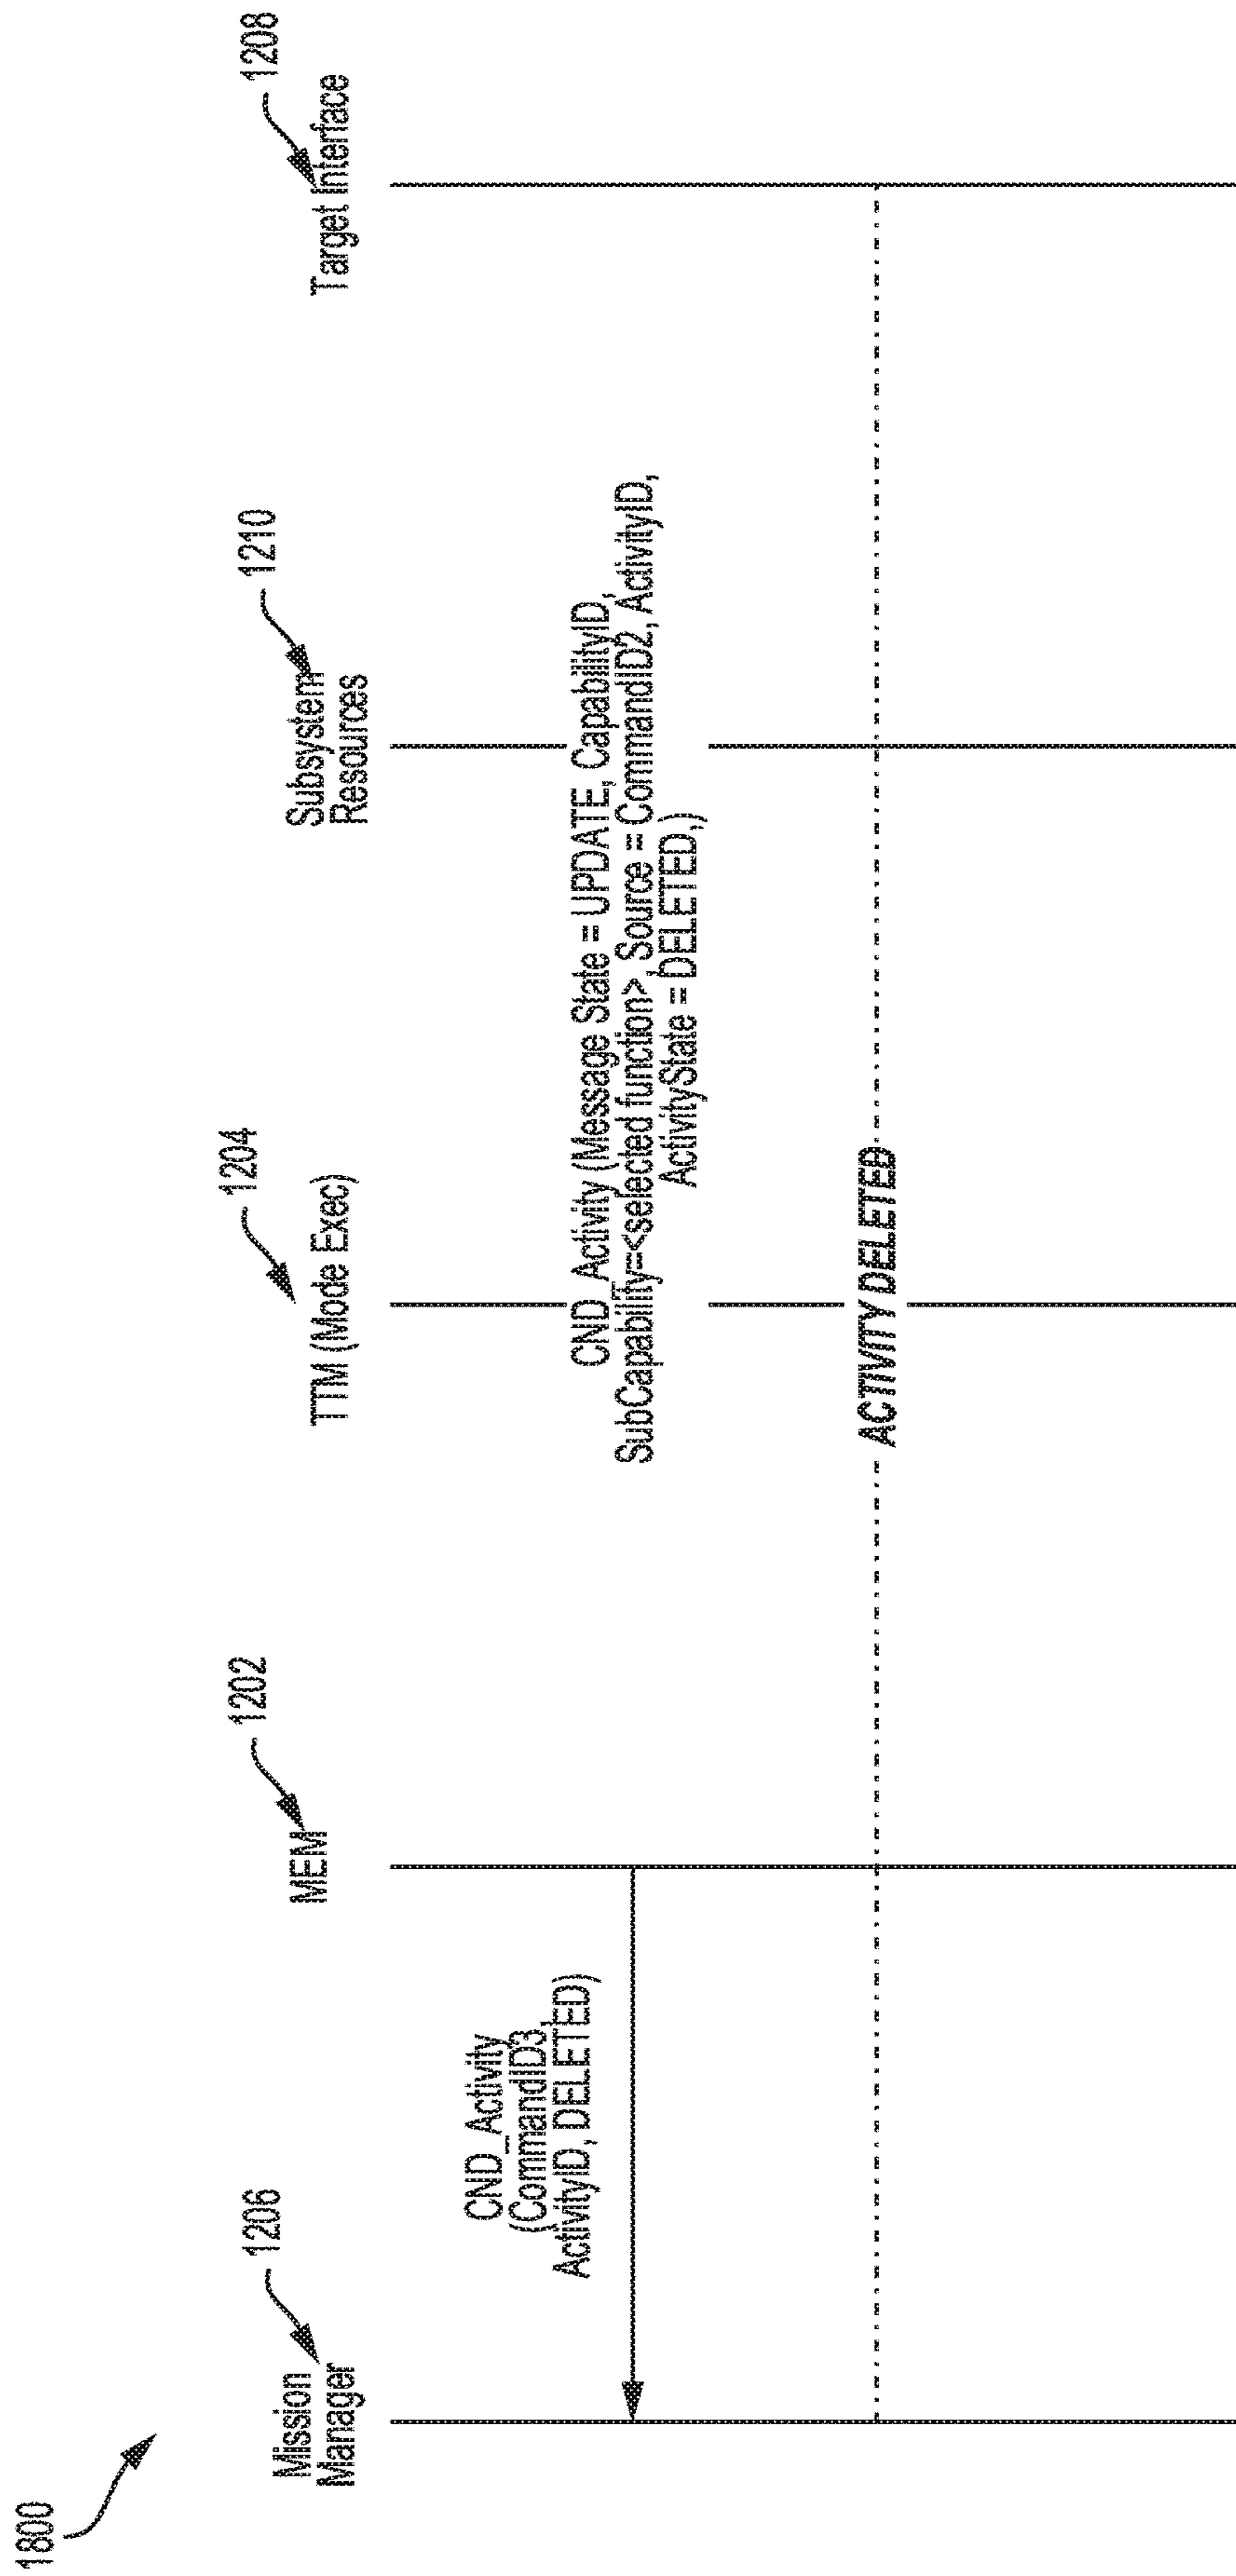 1800
Mission
Manager
1206
MEM
1202
TTM (Mode Exec)
1204
Subsystem
Resources
1210
Target Interface
1208
CND_Activity
(CommandID3,
ActivityID, DELETED)
CND_Activity (Message State = UPDATE, CapabilityID,
SubCapability=<selected function> Source = CommandID2, ActivityID,
ActivityState = DELETED,)
ACTIVITY DELETED